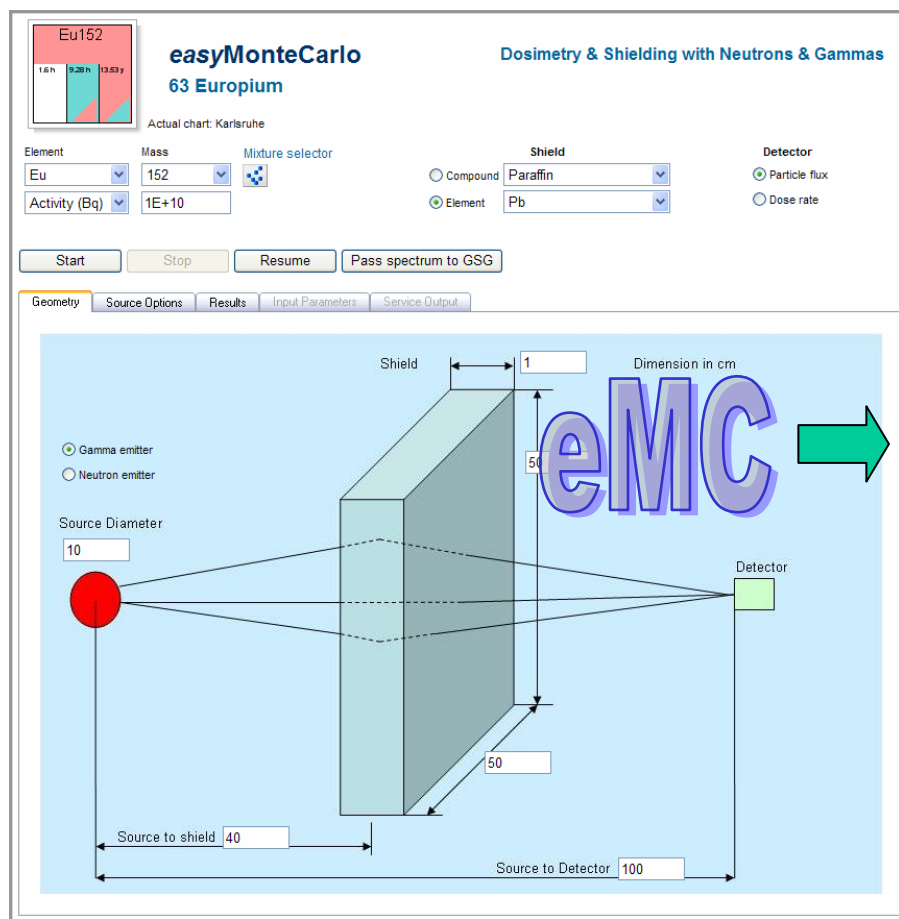 Eu152
1.6 h 9.28 h 13.53 y
easyMonteCarlo
Dosimetry & Shielding with Neutrons & Gammas
63 Europium
Actual chart: Karlsruhe
Element Mass Mixture selector Shield Detector
Eu 152 Compound Paraffin Particle flux
Activity (Bq) 1E+10 Element Pb Dose rate
Start Stop Resume Pass spectrum to GSG
Geometry Source Options Results Input Parameters Service Output
Shield 1 Dimension in cm
eMC
Gamma emitter
50
Neutron emitter
Source Diameter
10
Detector
50
Source to shield 40
Source to Detector 100